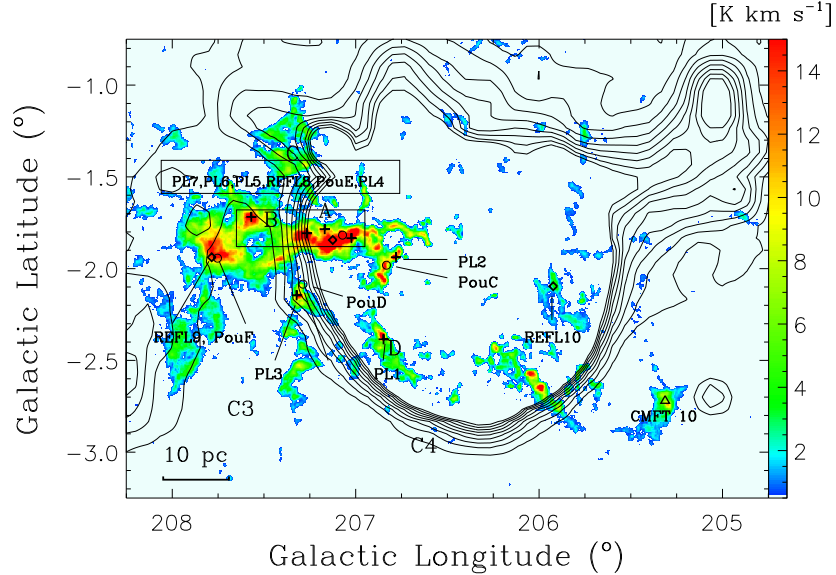 [K km s⁻¹]
−1.0
14
12
Galactic Latitude (°)
−1.5
PE7,PL6,PL5,REFL8,PouE,PL4
10
B
A
−2.0
PL2
PouC
8
PouD
REFL9, PouF
REFL10
6
−2.5
D
PL3
PL1
4
C3
CMFT 10
C4
−3.0
10 pc
2
208
207
206
205
Galactic Longitude (°)